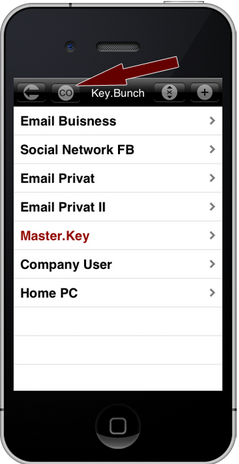 CO Key.Bunch
Email Buisness
Social Network FB
Email Privat
Email Privat II
Master.Key
Company User
Home PC